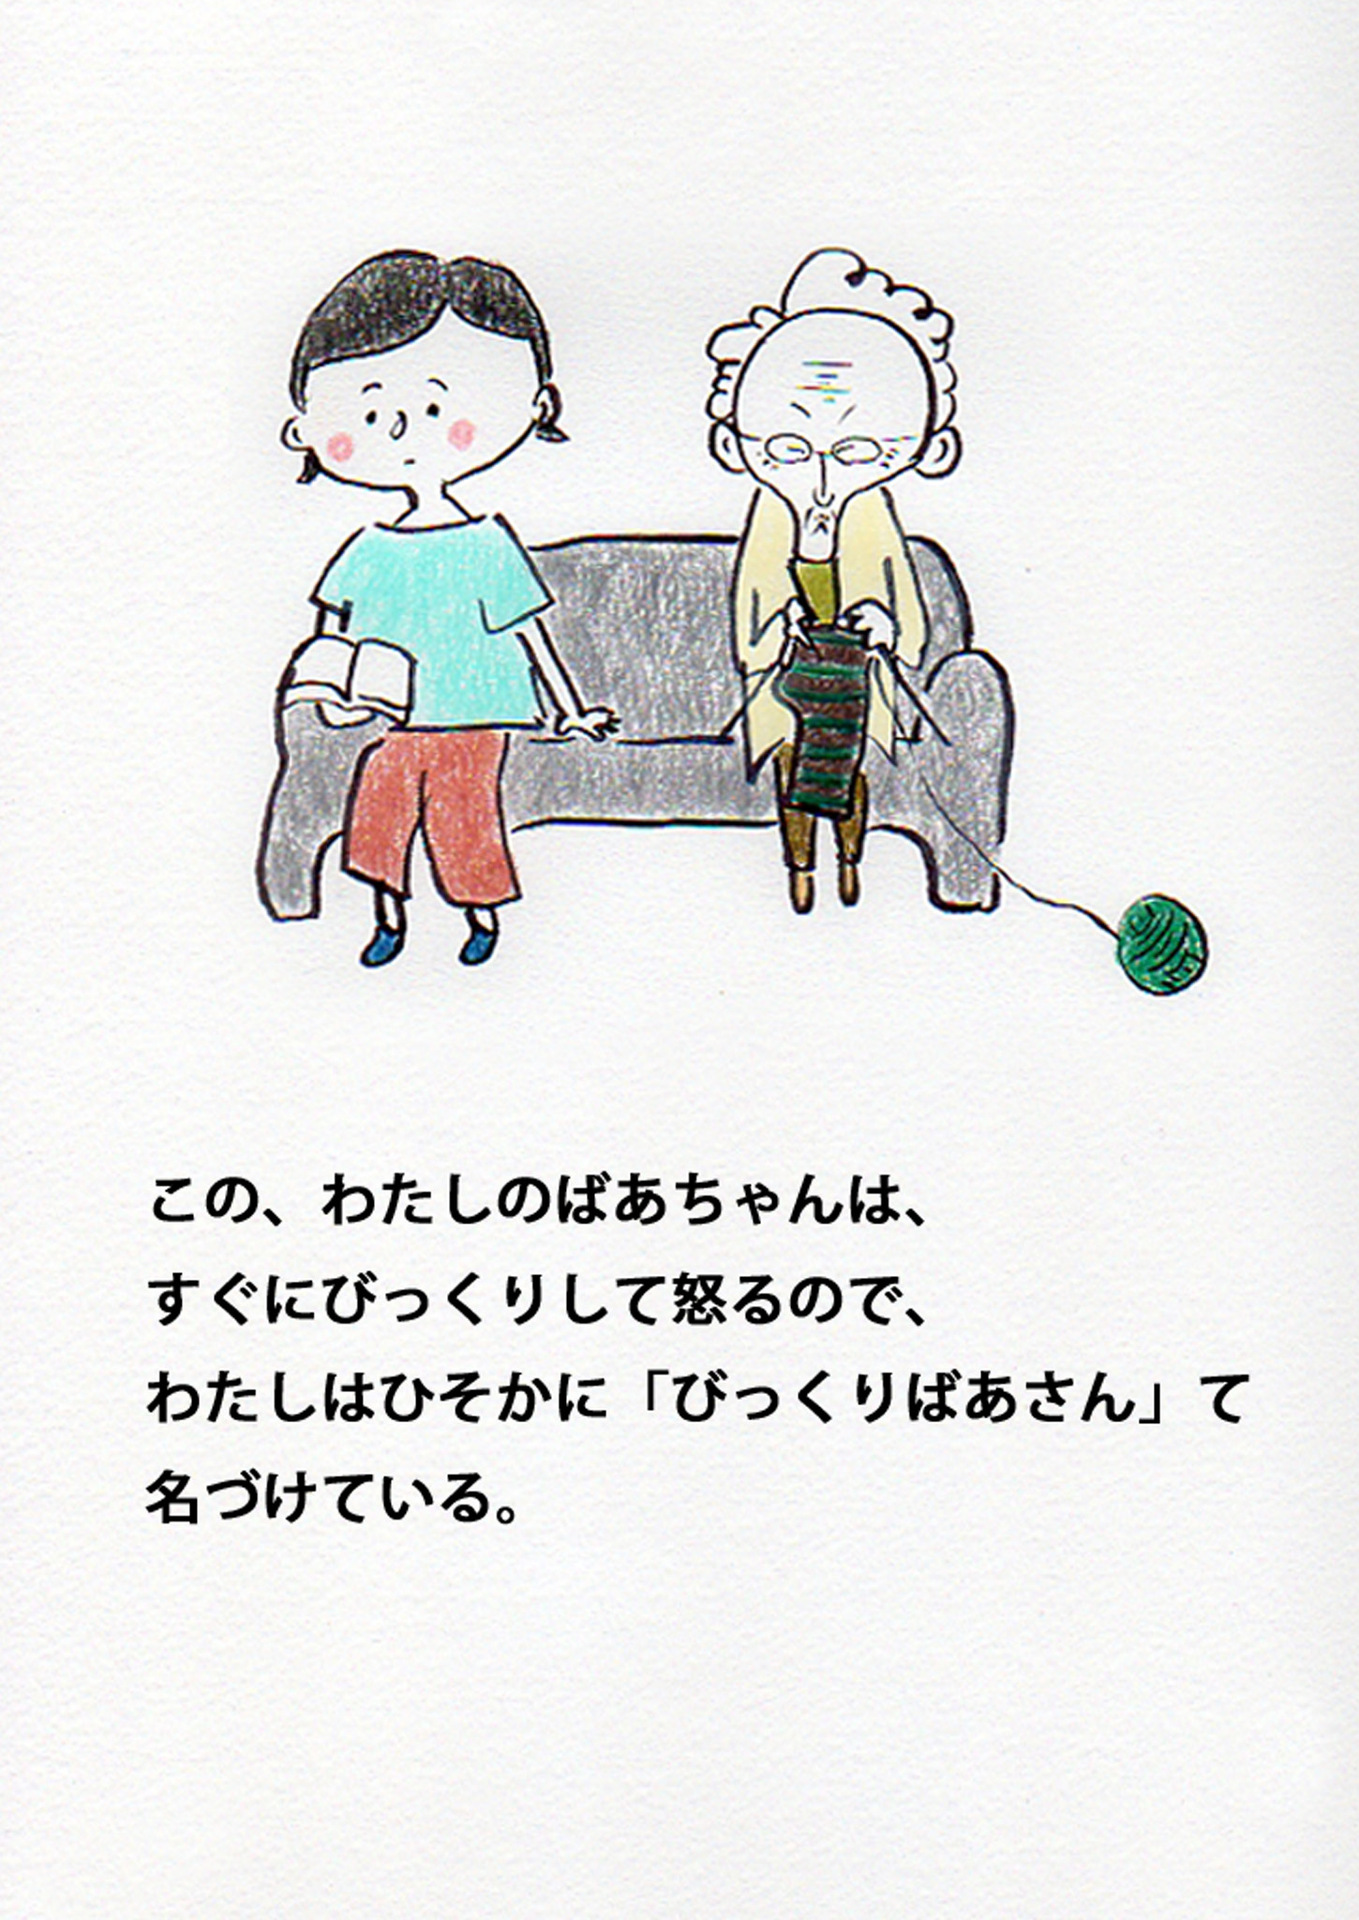 この、わたしのばあちゃんは、
すぐにびっくりして怒るので、
わたしはひそかに「びっくりばあさん」て
名づけている。